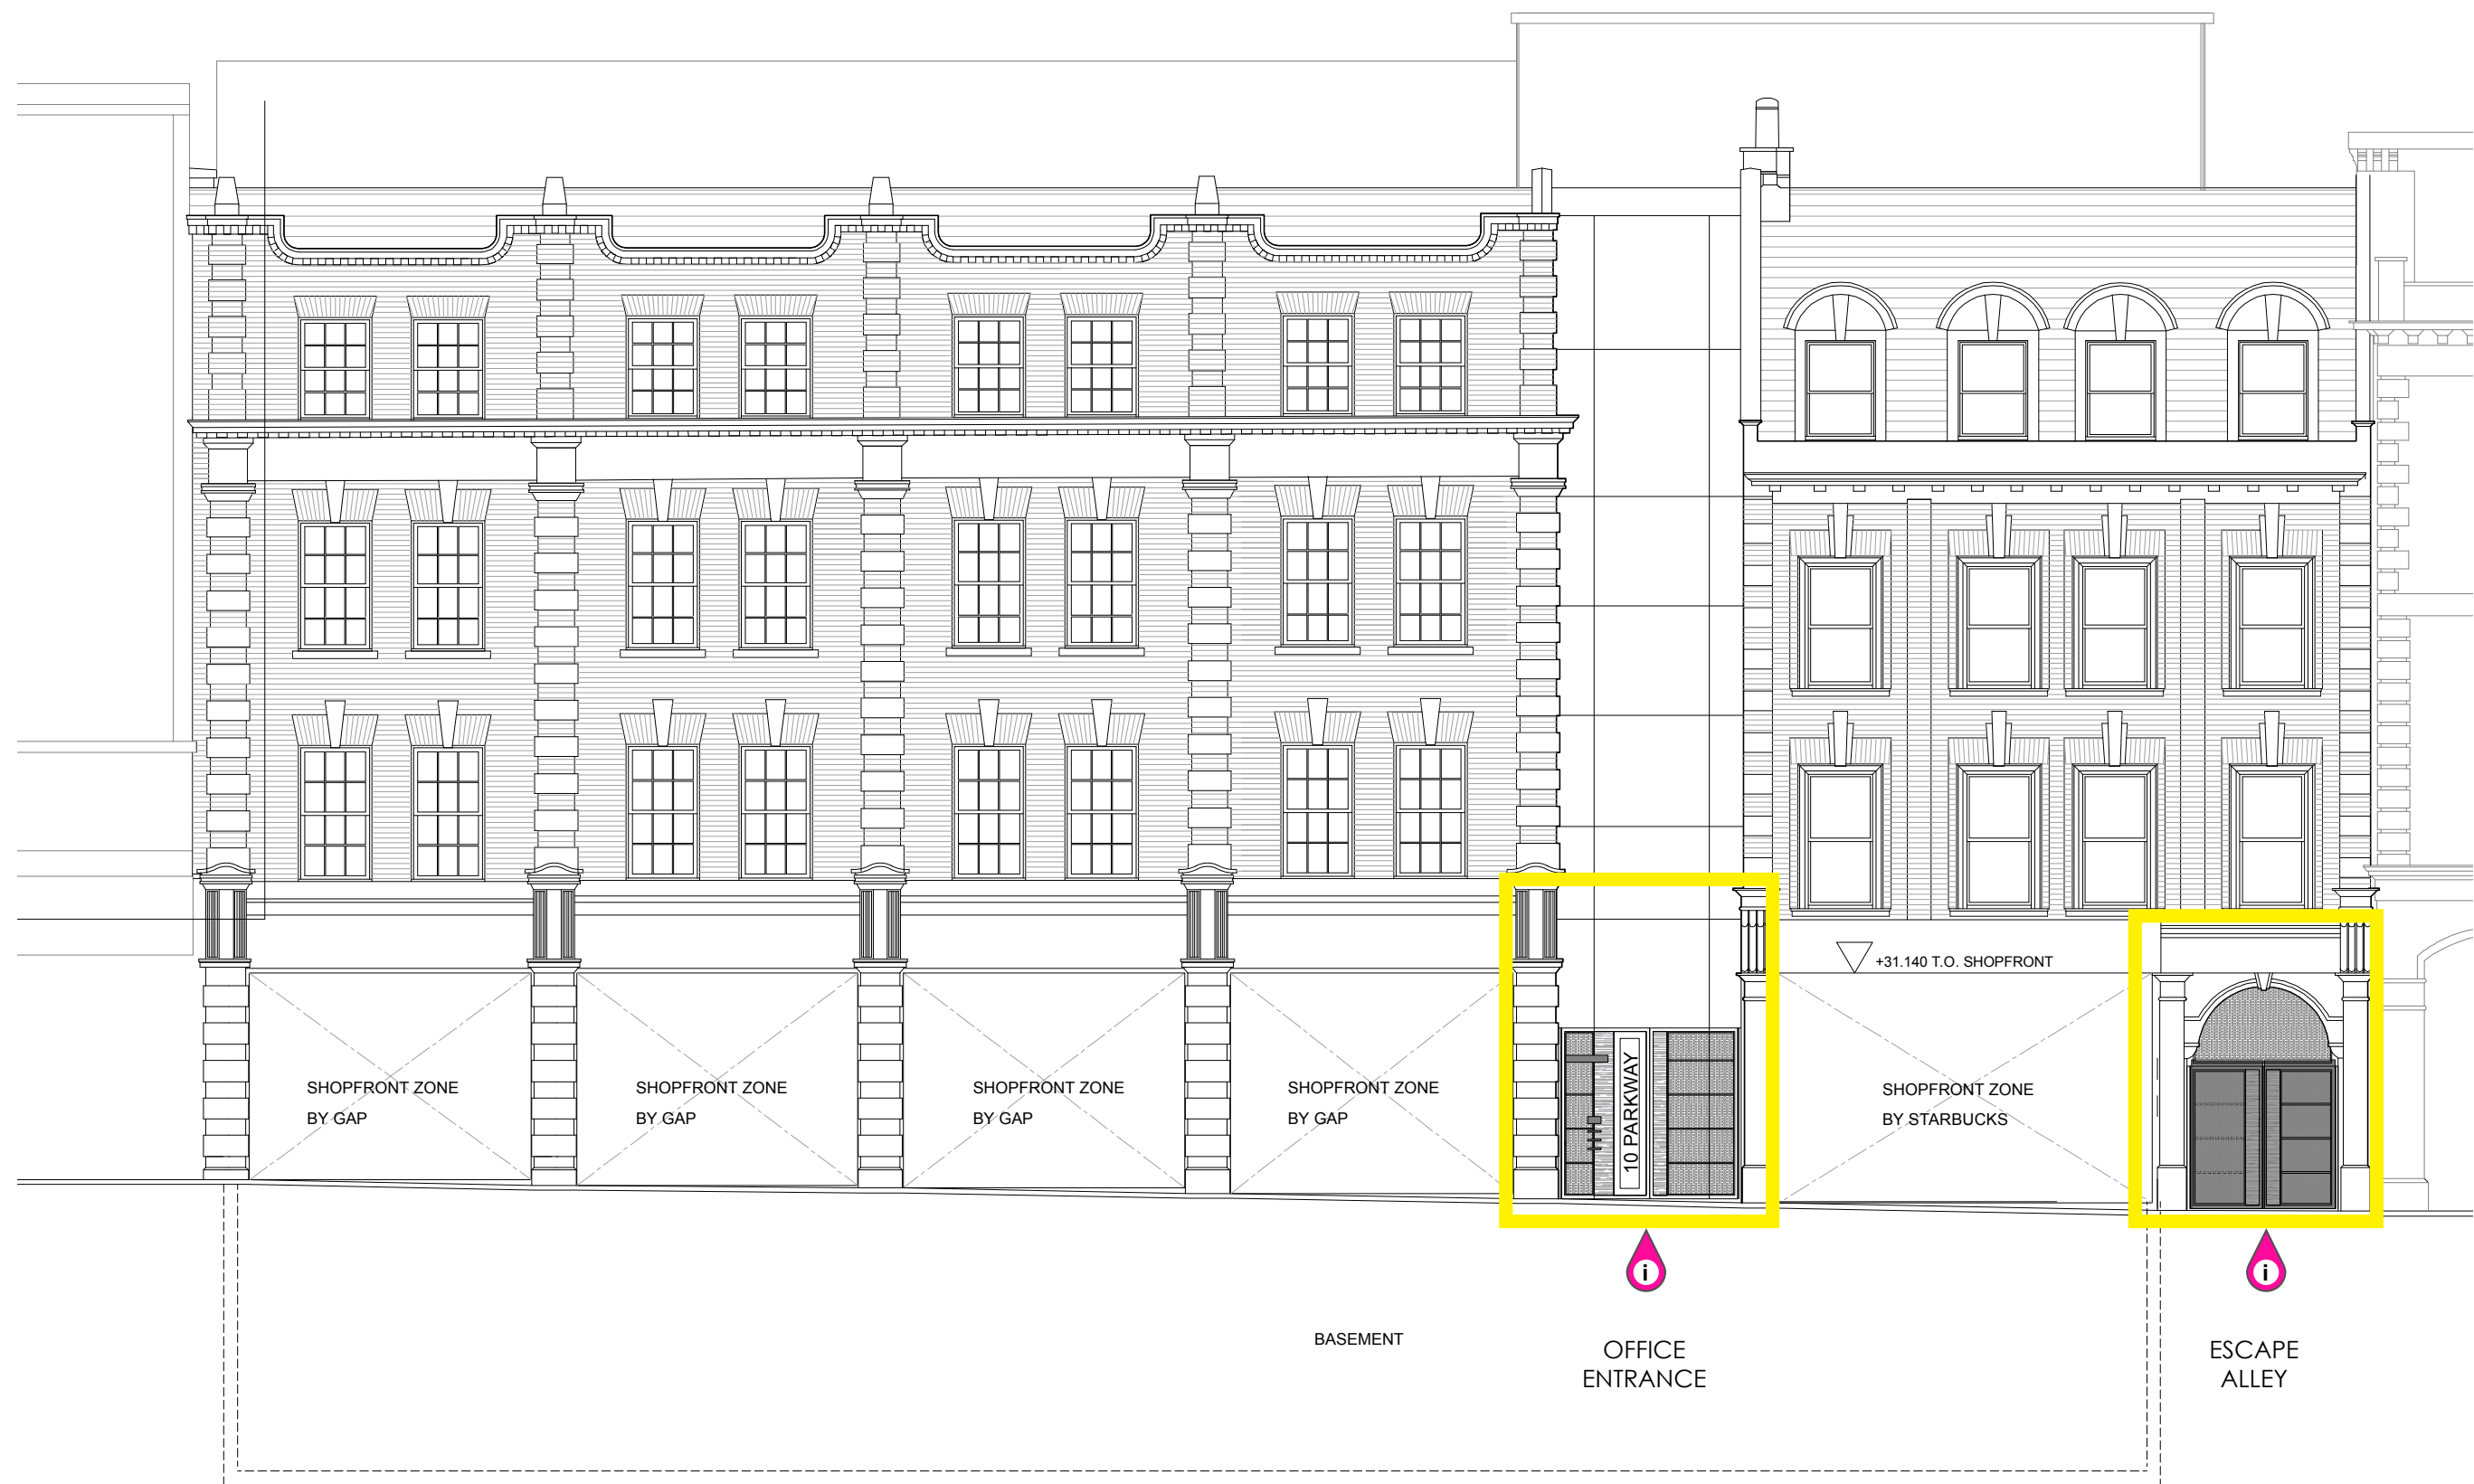 +31.140 T.O. SHOPFRONT
SHOPFRONT ZONE
BY GAP
SHOPFRONT ZONE
BY GAP
SHOPFRONT ZONE
BY GAP
SHOPFRONT ZONE
BY GAP
10 PARKWAY
SHOPFRONT ZONE
BY STARBUCKS
i
i
BASEMENT
OFFICE
ENTRANCE
ESCAPE
ALLEY